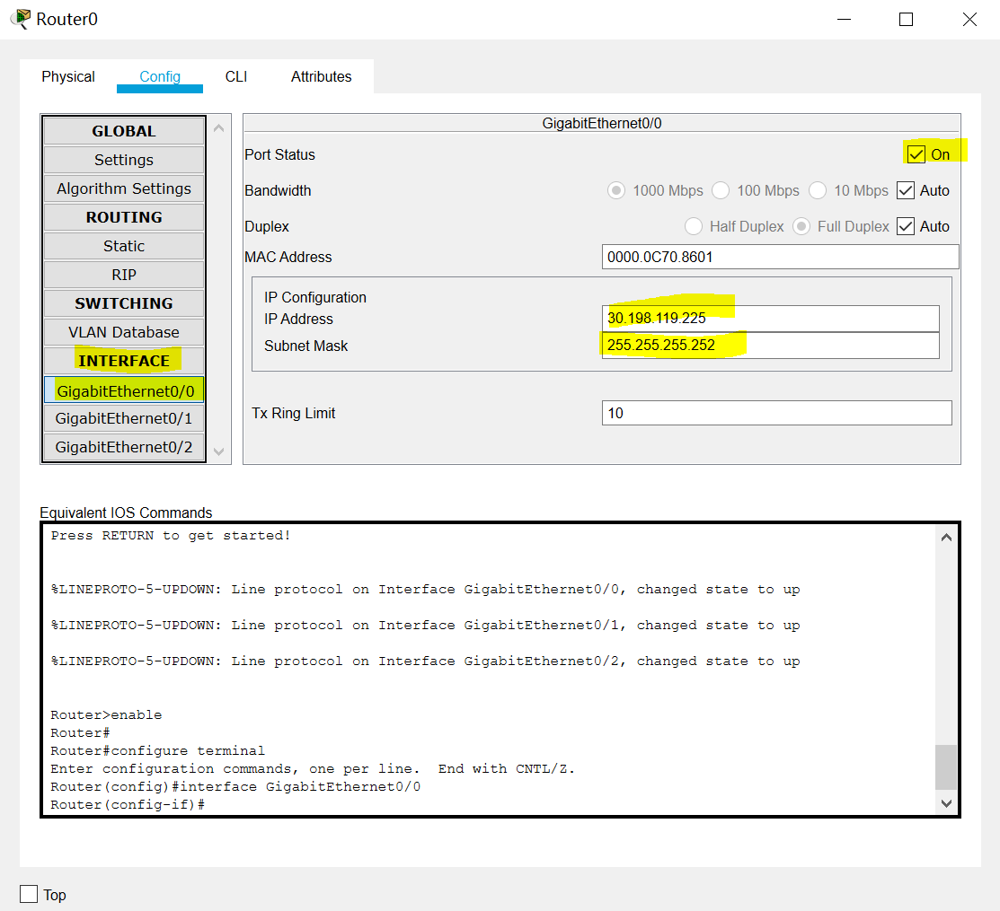 Router0
Physical Config CLI Attributes
GLOBAL
Settings
Algorithm Settings
ROUTING
Static
RIP
SWITCHING
VLAN Database
INTERFACE
GigabitEthernet0/0
GigabitEthernet0/1
GigabitEthernet0/2
GigabitEthernet0/0
Port Status On
Bandwidth 1000 Mbps 100 Mbps 10 Mbps Auto
Duplex Half Duplex Full Duplex Auto
MAC Address 0000.0C70.8601
IP Configuration
IP Address 30.198.119.225
Subnet Mask 255.255.255.252
Tx Ring Limit 10
Equivalent IOS Commands
Press RETURN to get started!
%LINEPROTO-5-UPDOWN: Line protocol on Interface GigabitEthernet0/0, changed state to up
%LINEPROTO-5-UPDOWN: Line protocol on Interface GigabitEthernet0/1, changed state to up
%LINEPROTO-5-UPDOWN: Line protocol on Interface GigabitEthernet0/2, changed state to up
Router>enable
Router#
Router#configure terminal
Enter configuration commands, one per line.  End with CNTL/Z.
Router(config)#interface GigabitEthernet0/0
Router(config-if)#
Top